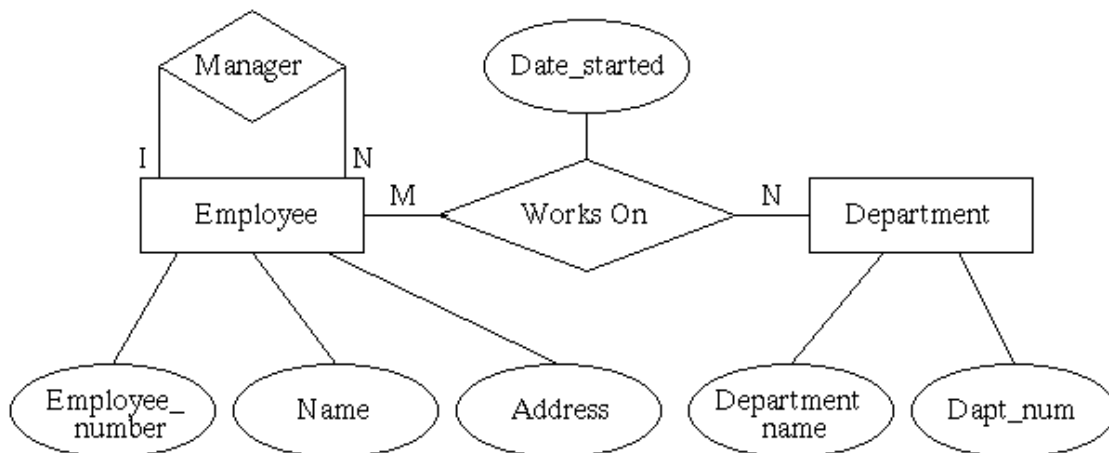 Manager
Date_started
I
N
Employee
M
Works On
N
Department
Employee_
number
Name
Address
Department
name
Dapt_num